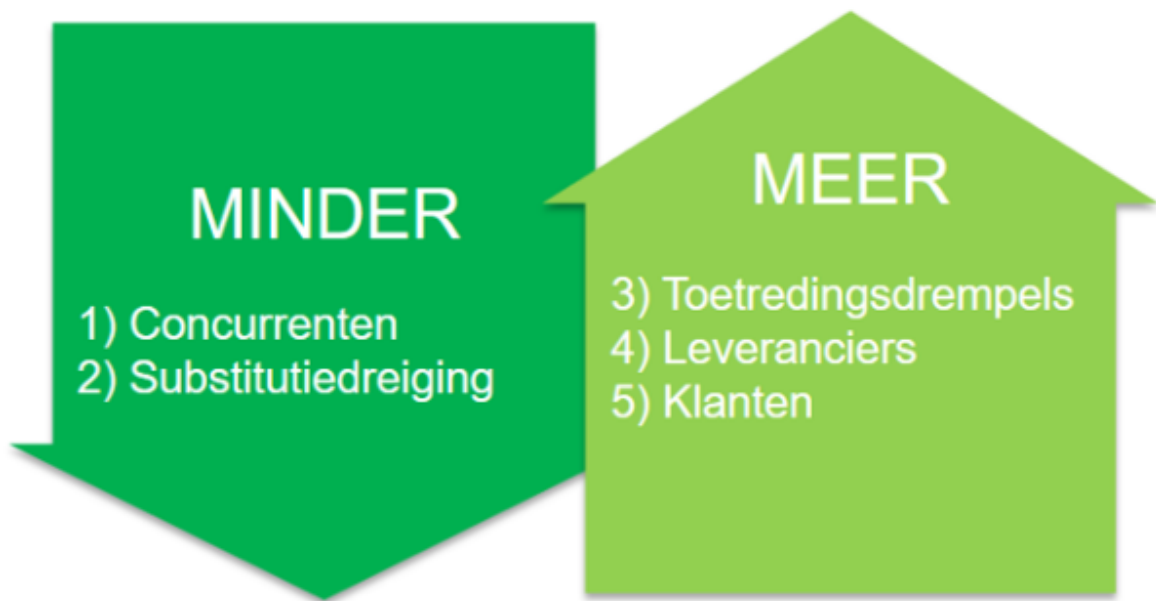 MINDER
1) Concurrenten
2) Substitutiedreiging
MEER
3) Toetredingsdrempels
4) Leveranciers
5) Klanten